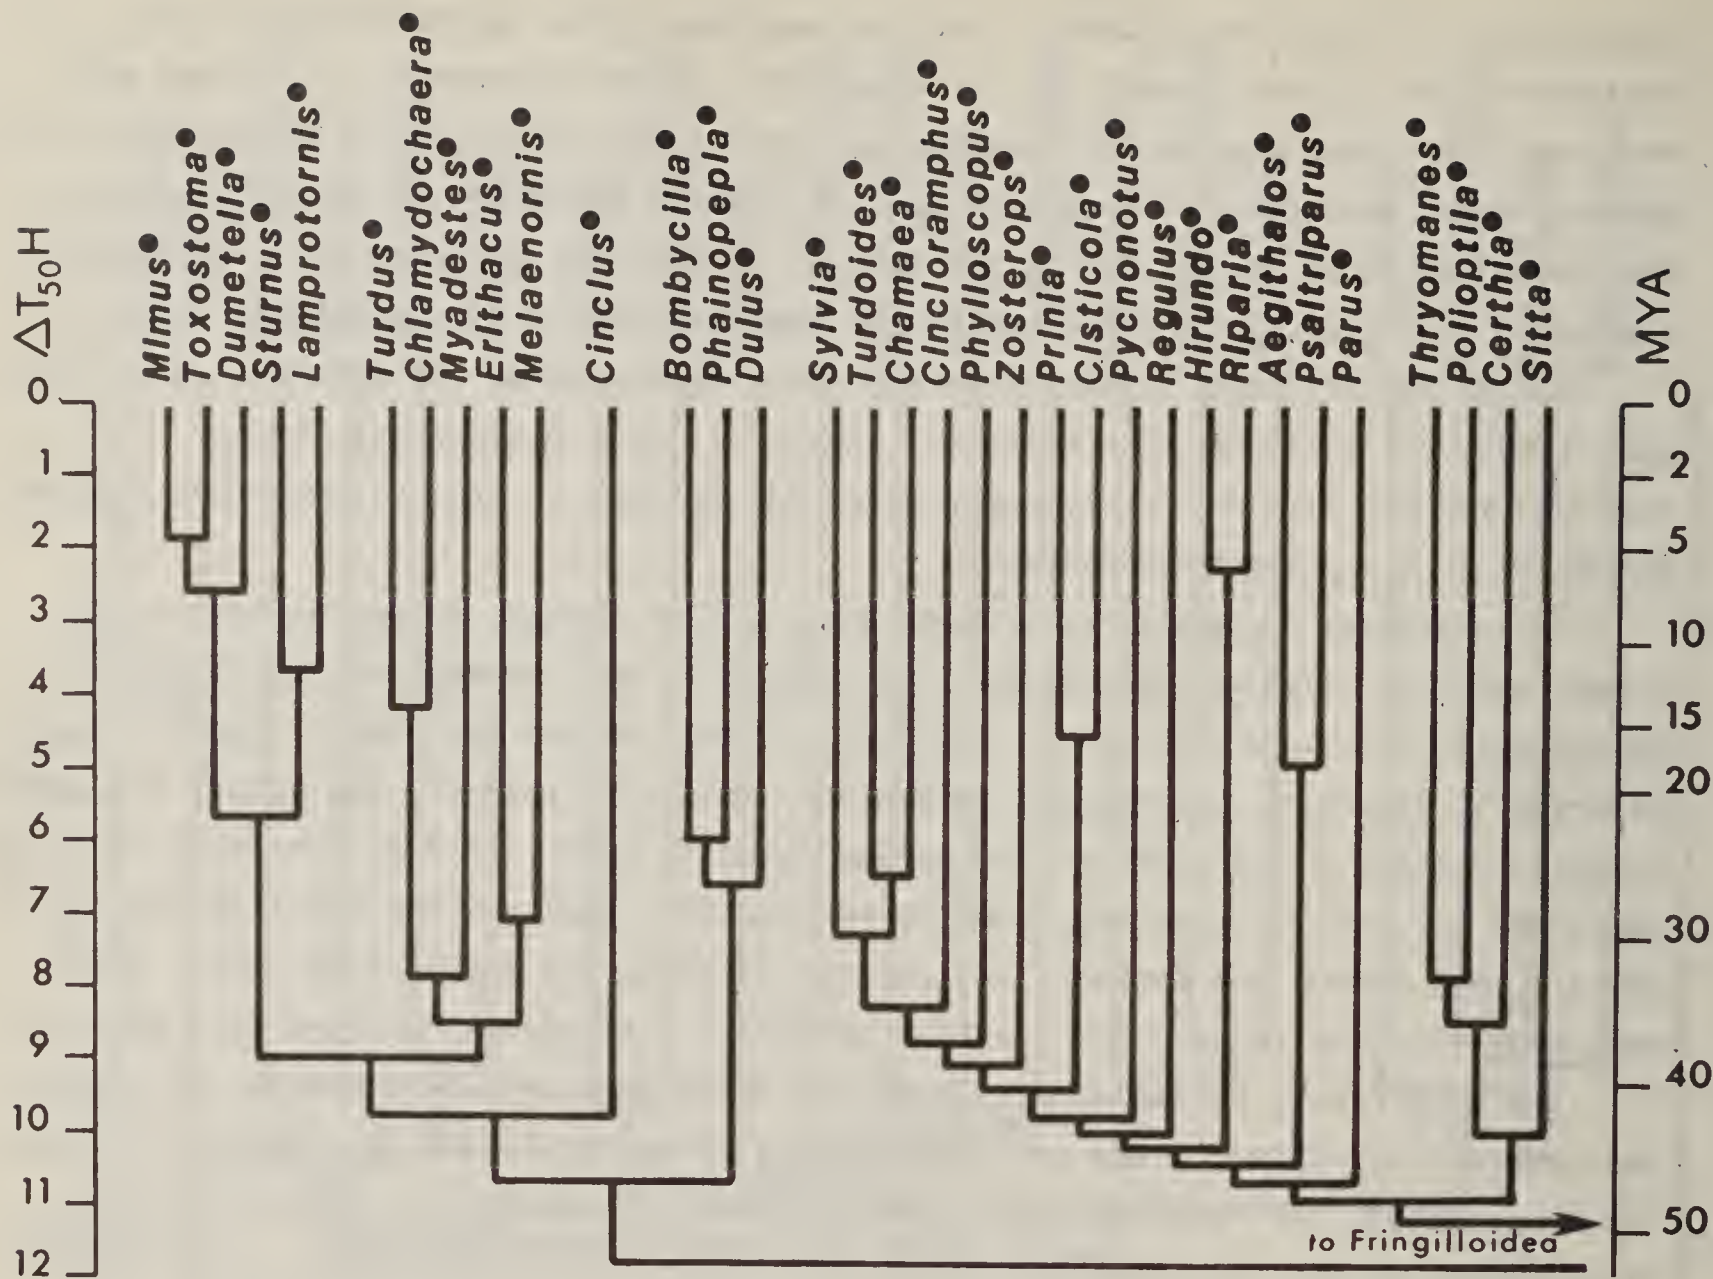 ΔT50H
Mimus
Toxostoma
Dumetella
Sturnus
Lamprotornis
Turdus
Chlamydochaera
Myadestes
Erithacus
Melaenornis
Cinclus
Bombycilla
Phainopepla
Dulus
Sylvia
Turdoides
Chamaea
Cincloramphus
Phylloscopus
Zosterops
Prinia
Cisticola
Pycnonotus
Regulus
Hirundo
Riparia
Aegithalos
Psaltriparus
Parus
Thryomanes
Polioptila
Certhia
Sitta
MYA
0
1
2
3
4
5
6
7
8
9
10
11
12
0
2
5
10
15
20
30
40
50
to Fringilloidea